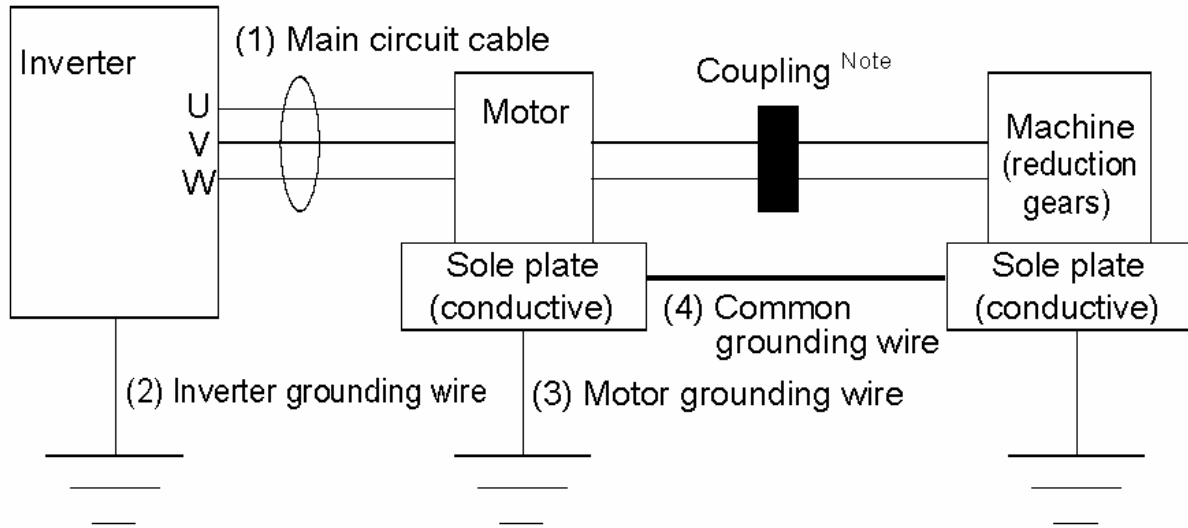 Inverter
(1) Main circuit cable
U
V
W
Motor
Coupling Note
Machine
(reduction
gears)
Sole plate
(conductive)
(4) Common
grounding wire
Sole plate
(conductive)
(2) Inverter grounding wire
(3) Motor grounding wire